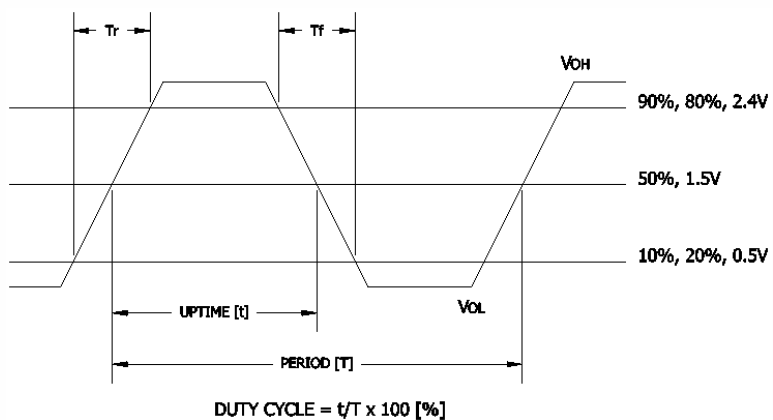 Tr
Tf
VOH
90%, 80%, 2.4V
50%, 1.5V
10%, 20%, 0.5V
UPTIME [t]
VOL
PERIOD [T]
DUTY CYCLE = t/T x 100 [%]